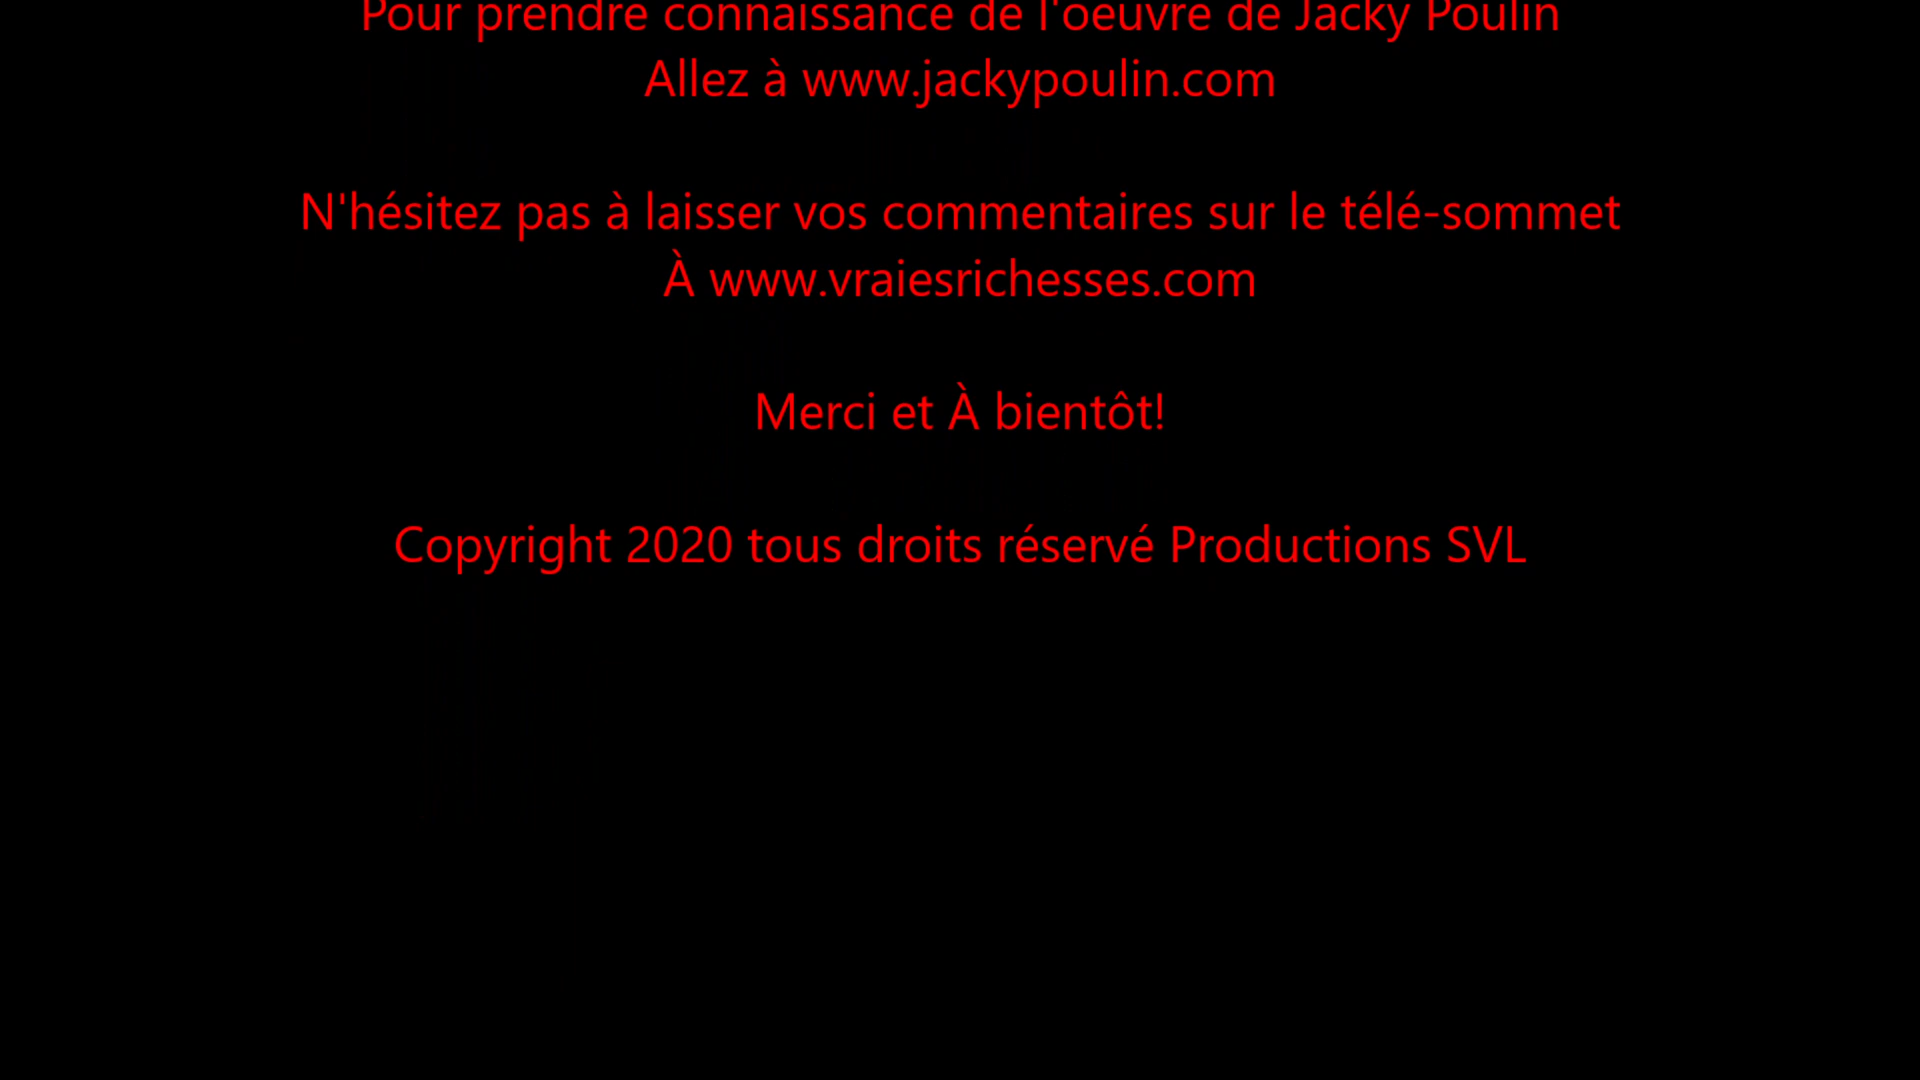 Pour prendre connaissance de l'oeuvre de Jacky Poulin
Allez à www.jackypoulin.com
N'hésitez pas à laisser vos commentaires sur le télé-sommet
À www.vraiesrichesses.com
Merci et À bientôt!
Copyright 2020 tous droits réservé Productions SVL